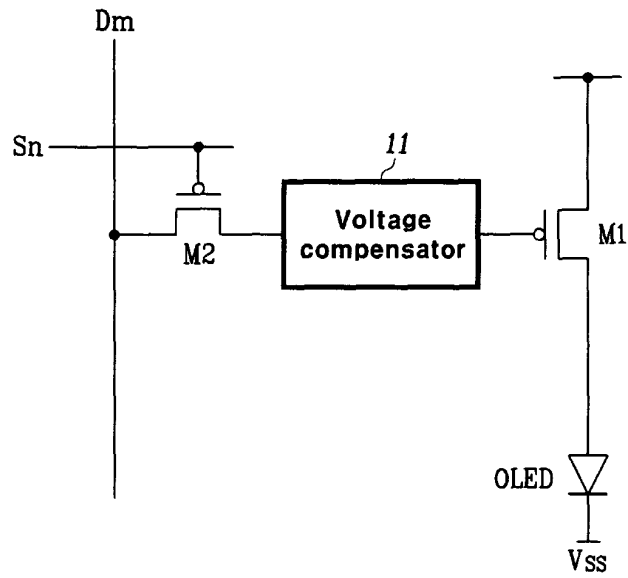 Dm
Sn
11
Voltage
compensator
M2
M1
OLED
Vss